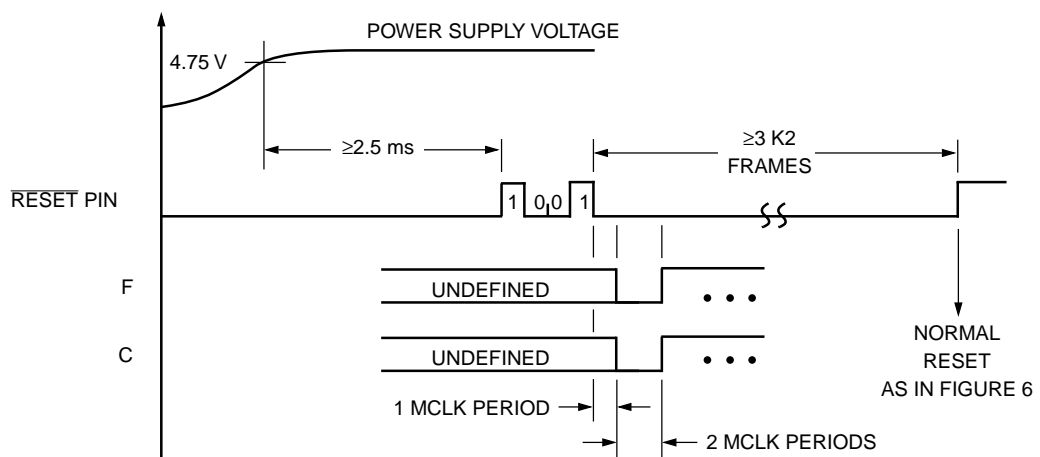 POWER SUPPLY VOLTAGE
4.75 V
≥2.5 ms
≥3 K2
FRAMES
RESET PIN
1 0 0 1
F
UNDEFINED
• • •
C
UNDEFINED
• • •
NORMAL
RESET
AS IN FIGURE 6
1 MCLK PERIOD
2 MCLK PERIODS